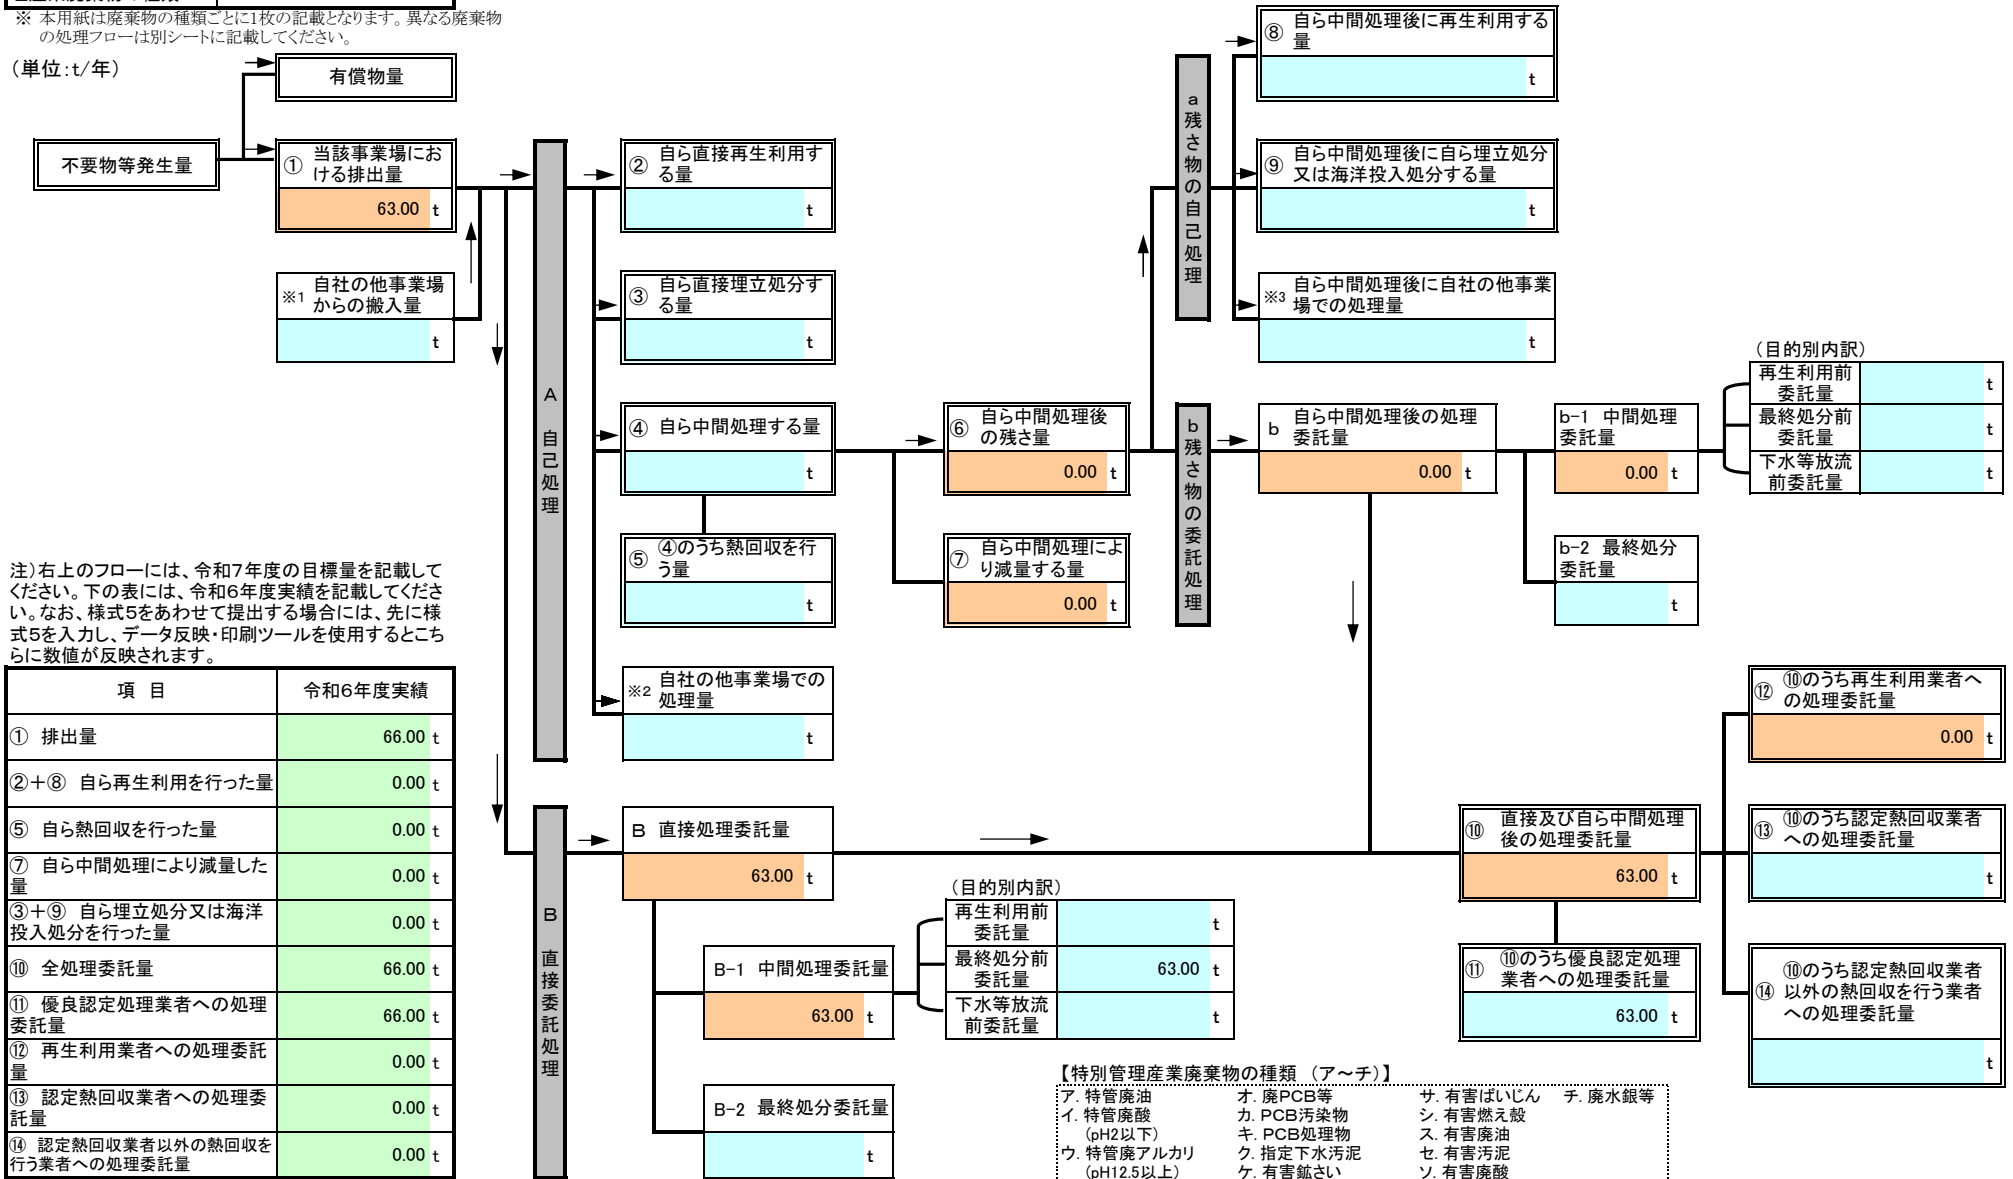 ※ 本用紙は廃棄物の種類ごとに1枚の記載となります。異なる廃棄物
の処理フローは別シートに記載してください。
（単位：t/年）
有償物量
不要物等発生量
① 当該事業場にお
ける排出量
63.00 t
※1 自社の他事業場
からの搬入量
t
A 自己処理
② 自ら直接再生利用す
る量
t
③ 自ら直接埋立処分す
る量
t
④ 自ら中間処理する量
t
⑤ ④のうち熱回収を行
う量
t
※2 自社の他事業場での
処理量
t
⑥ 自ら中間処理後
の残さ量
0.00 t
⑦ 自ら中間処理によ
り減量する量
0.00 t
a 残さ物の自己処理
⑧ 自ら中間処理後に再生利用する
量
t
⑨ 自ら中間処理後に自ら埋立処分
又は海洋投入処分する量
t
※3 自ら中間処理後に自社の他事業
場での処理量
t
b 残さ物の委託処理
b 自ら中間処理後の処理
委託量
0.00 t
b-1 中間処理
委託量
0.00 t
b-2 最終処分
委託量
t
（目的別内訳）
再生利用前
委託量
t
最終処分前
委託量
t
下水等放流
前委託量
t
注）右上のフローには、令和7年度の目標量を記載して
ください。下の表には、令和6年度実績を記載してくださ
い。なお、様式5をあわせて提出する場合には、先に様
式5を入力し、データ反映・印刷ツールを使用するとこち
らに数値が反映されます。
項 目 令和6年度実績
① 排出量 66.00 t
②＋⑧ 自ら再生利用を行った量 0.00 t
⑤ 自ら熱回収を行った量 0.00 t
⑦ 自ら中間処理により減量した
量 0.00 t
③＋⑨ 自ら埋立処分又は海洋
投入処分を行った量 0.00 t
⑩ 全処理委託量 66.00 t
⑪ 優良認定処理業者への処理
委託量 66.00 t
⑫ 再生利用業者への処理委託
量 0.00 t
⑬ 認定熱回収業者への処理委
託量 0.00 t
⑭ 認定熱回収業者以外の熱回収を
行う業者への処理委託量 0.00 t
B 直接委託処理
B 直接処理委託量
63.00 t
B-1 中間処理委託量
63.00 t
B-2 最終処分委託量
t
（目的別内訳）
再生利用前
委託量
t
最終処分前
委託量
63.00 t
下水等放流
前委託量
t
⑩ 直接及び自ら中間処理
後の処理委託量
63.00 t
⑪ ⑩のうち優良認定処理
業者への処理委託量
63.00 t
⑫ ⑩のうち再生利用業者へ
の処理委託量
0.00 t
⑬ ⑩のうち認定熱回収業者
への処理委託量
t
⑭ ⑩のうち認定熱回収業者
以外の熱回収を行う業者
への処理委託量
t
【特別管理産業廃棄物の種類 （ア～チ）】
ア. 特管廃油 オ. 廃PCB等 サ. 有害ばいじん チ. 廃水銀等
イ. 特管廃酸 カ. PCB汚染物 シ. 有害燃え殻
（pH2以下） キ. PCB処理物 ス. 有害廃油
ウ. 特管廃アルカリ ク. 指定下水汚泥 セ. 有害汚泥
（pH12.5以上） ケ. 有害鉱さい ソ. 有害廃酸